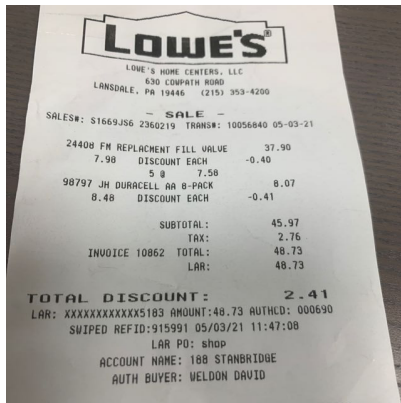 LOWE'S®
LOWE'S HOME CENTERS, LLC
630 COWPATH ROAD
LANSDALE, PA 19446 (215) 353-4200
- SALE -
SALES#: S1669JS6 2360219 TRANS#: 10056840 05-03-21
24408 FM REPLACMENT FILL VALVE 37.90
7.98 DISCOUNT EACH -0.40
5 @ 7.58
98797 JH DURACELL AA 8-PACK 8.07
8.48 DISCOUNT EACH -0.41
SUBTOTAL: 45.97
TAX: 2.76
INVOICE 10862 TOTAL: 48.73
LAR: 48.73
TOTAL DISCOUNT: 2.41
LAR: XXXXXXXXXXXX5183 AMOUNT:48.73 AUTHCD: 000690
SWIPED REFID:915991 05/03/21 11:47:08
LAR PO: shop
ACCOUNT NAME: 188 STANBRIDGE
AUTH BUYER: WELDON DAVID